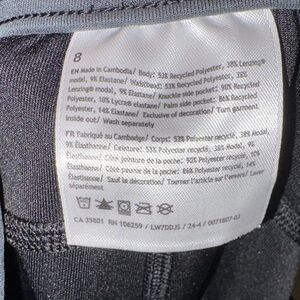 8
EN Made in Cambodia/ Body: 53% Recycled Polyester, 38% Lenzing®
modal, 9% Elastane/ Waistband: 53% Recycled Polyester, 38%
Lenzing® modal, 9% Elastane/ Knuckle side pocket: 90% Recycled
Polyester, 10% Lycra® elastane/ Palm side pocket: 86% Recycled
Polyester, 14% Elastane/ Exclusive of decoration/ Turn garment
inside out/ Wash separately
FR Fabriqué au Cambodge/ Corps: 53% Polyester recyclé, 38% Modal,
9% Élasthanne/ Ceinture: 53% Polyester recyclé, 38% Modal, 9%
Élasthanne/ Côté jointure de la poche: 90% Polyester recyclé, 10%
Élasthanne/ Côté paume de la poche: 86% Polyester recyclé, 14%
Élasthanne/ Sauf la décoration/ Tourner l'article sur l'envers/ Laver
séparément
CA 35801 RN 106259 / LW7DDJS / 24-4 / 0071807-03